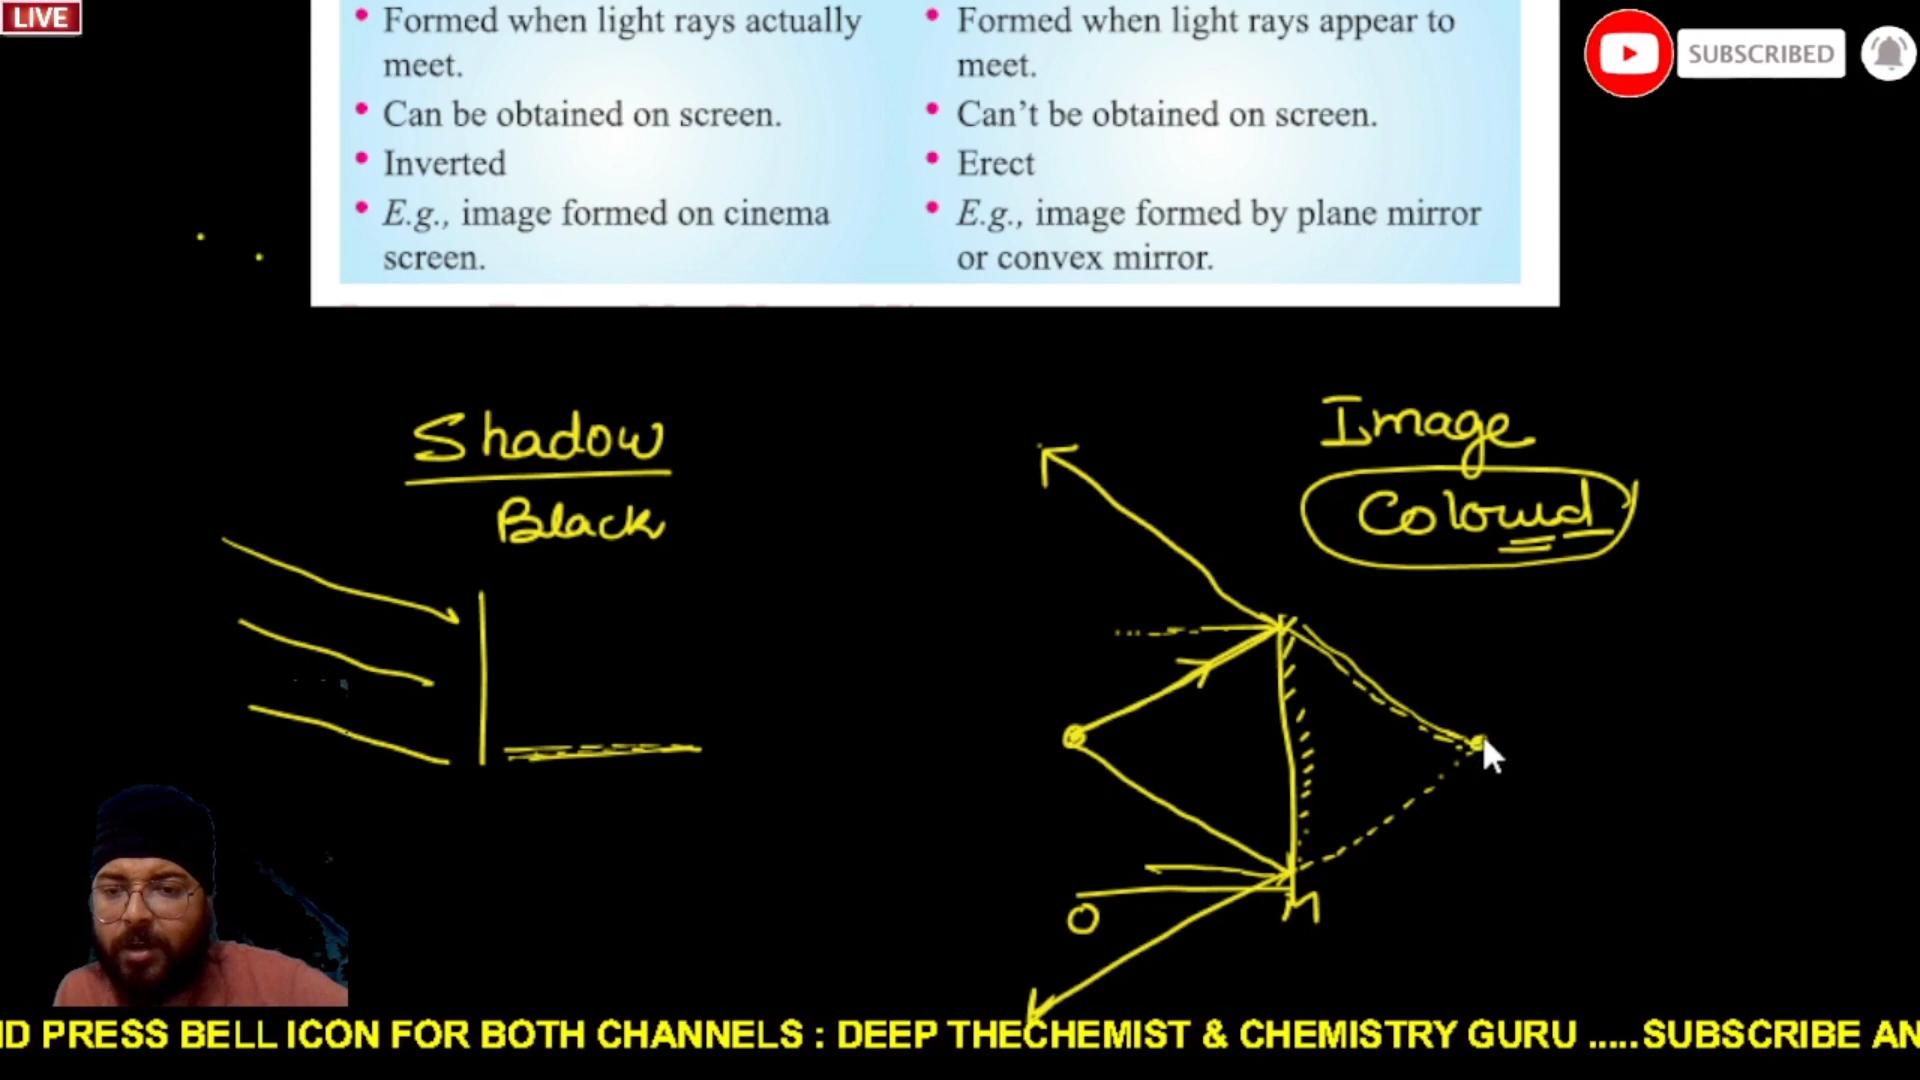 LIVE
• Formed when light rays actually
meet.
• Can be obtained on screen.
• Inverted
• E.g., image formed on cinema
screen.
• Formed when light rays appear to
meet.
• Can't be obtained on screen.
• Erect
• E.g., image formed by plane mirror
or convex mirror.
SUBSCRIBED
Shadow
Black
Image
Coloured
O
M
ND PRESS BELL ICON FOR BOTH CHANNELS : DEEP THECHEMIST & CHEMISTRY GURU .....SUBSCRIBE AN